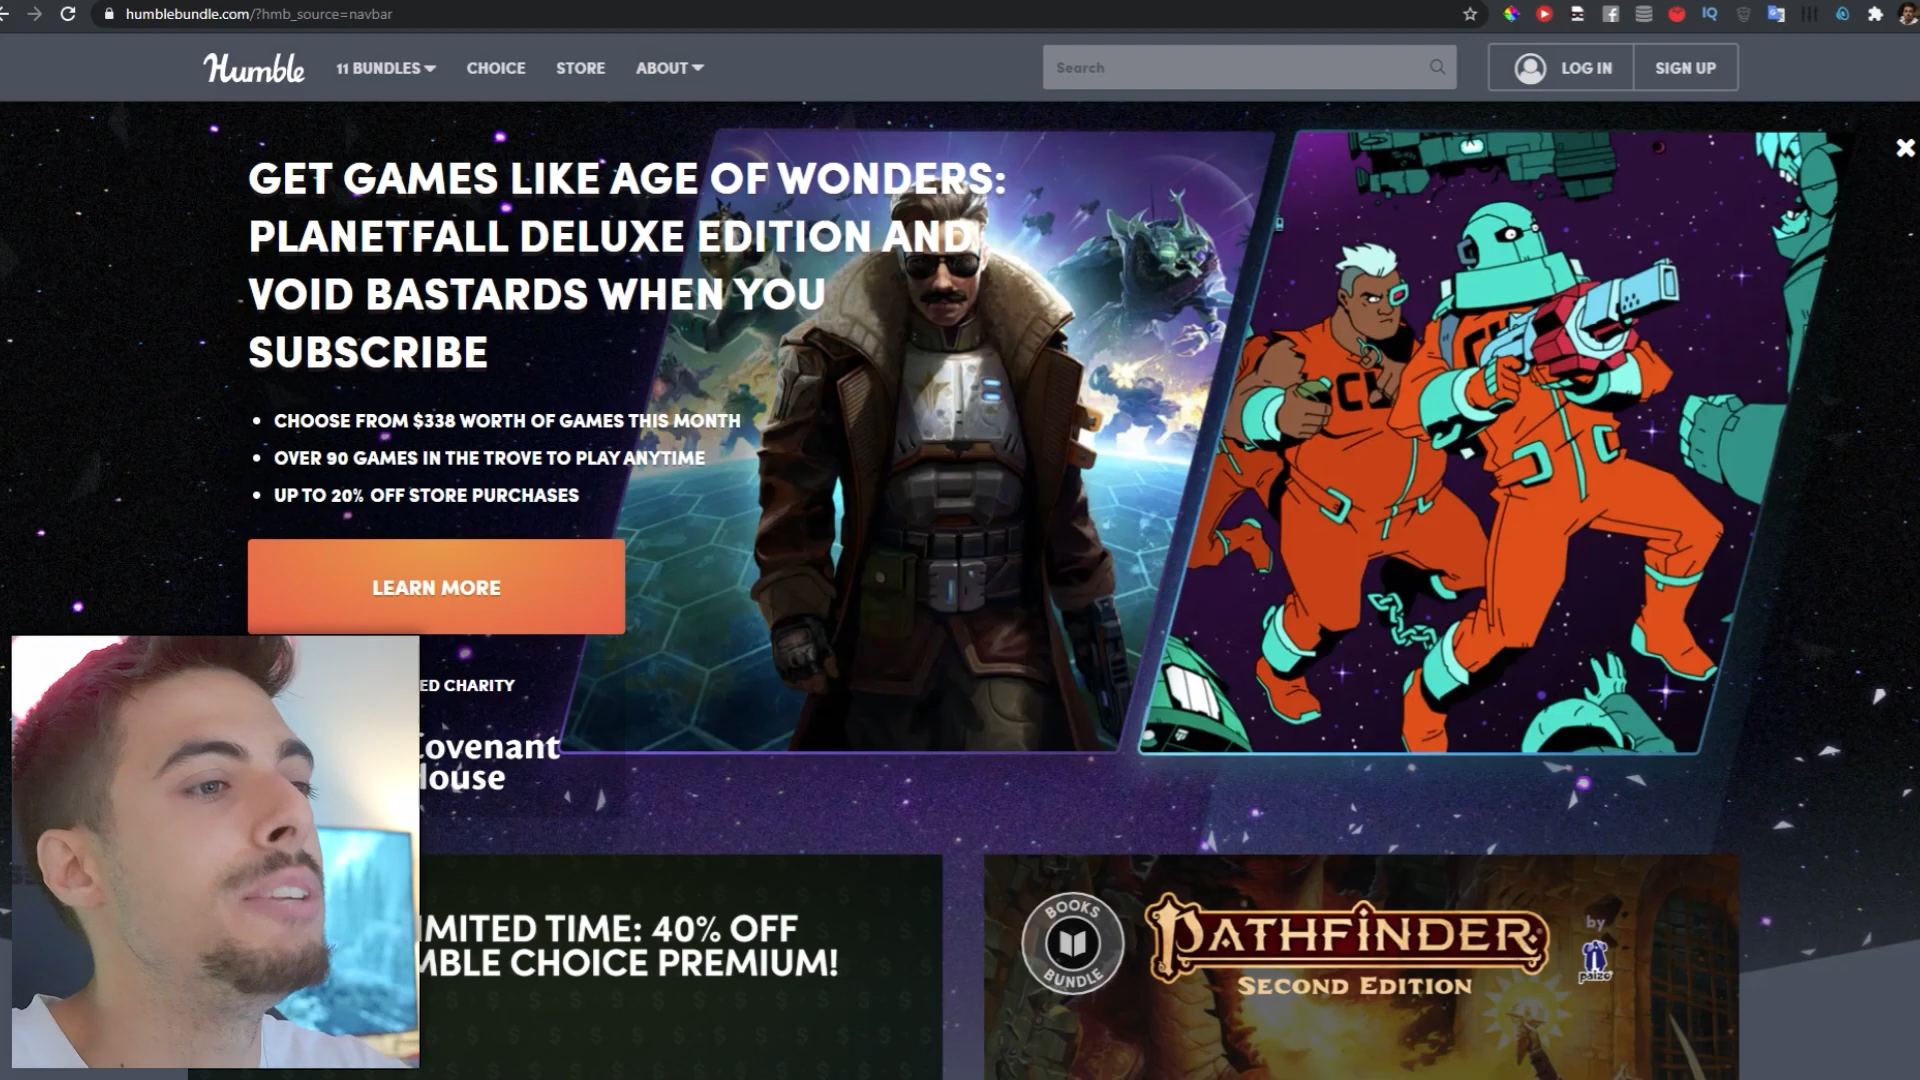 humblebundle.com/?hmb_source=navbar
Humble
11 BUNDLES
CHOICE
STORE
ABOUT
Search
LOG IN
SIGN UP
GET GAMES LIKE AGE OF WONDERS:
PLANETFALL DELUXE EDITION AND
VOID BASTARDS WHEN YOU
SUBSCRIBE
• CHOOSE FROM $338 WORTH OF GAMES THIS MONTH
• OVER 90 GAMES IN THE TROVE TO PLAY ANYTIME
• UP TO 20% OFF STORE PURCHASES
LEARN MORE
ED CHARITY
Covenant
House
IMITED TIME: 40% OFF
MBLE CHOICE PREMIUM!
BOOKS
BUNDLE
PATHFINDER
SECOND EDITION
by
paizo